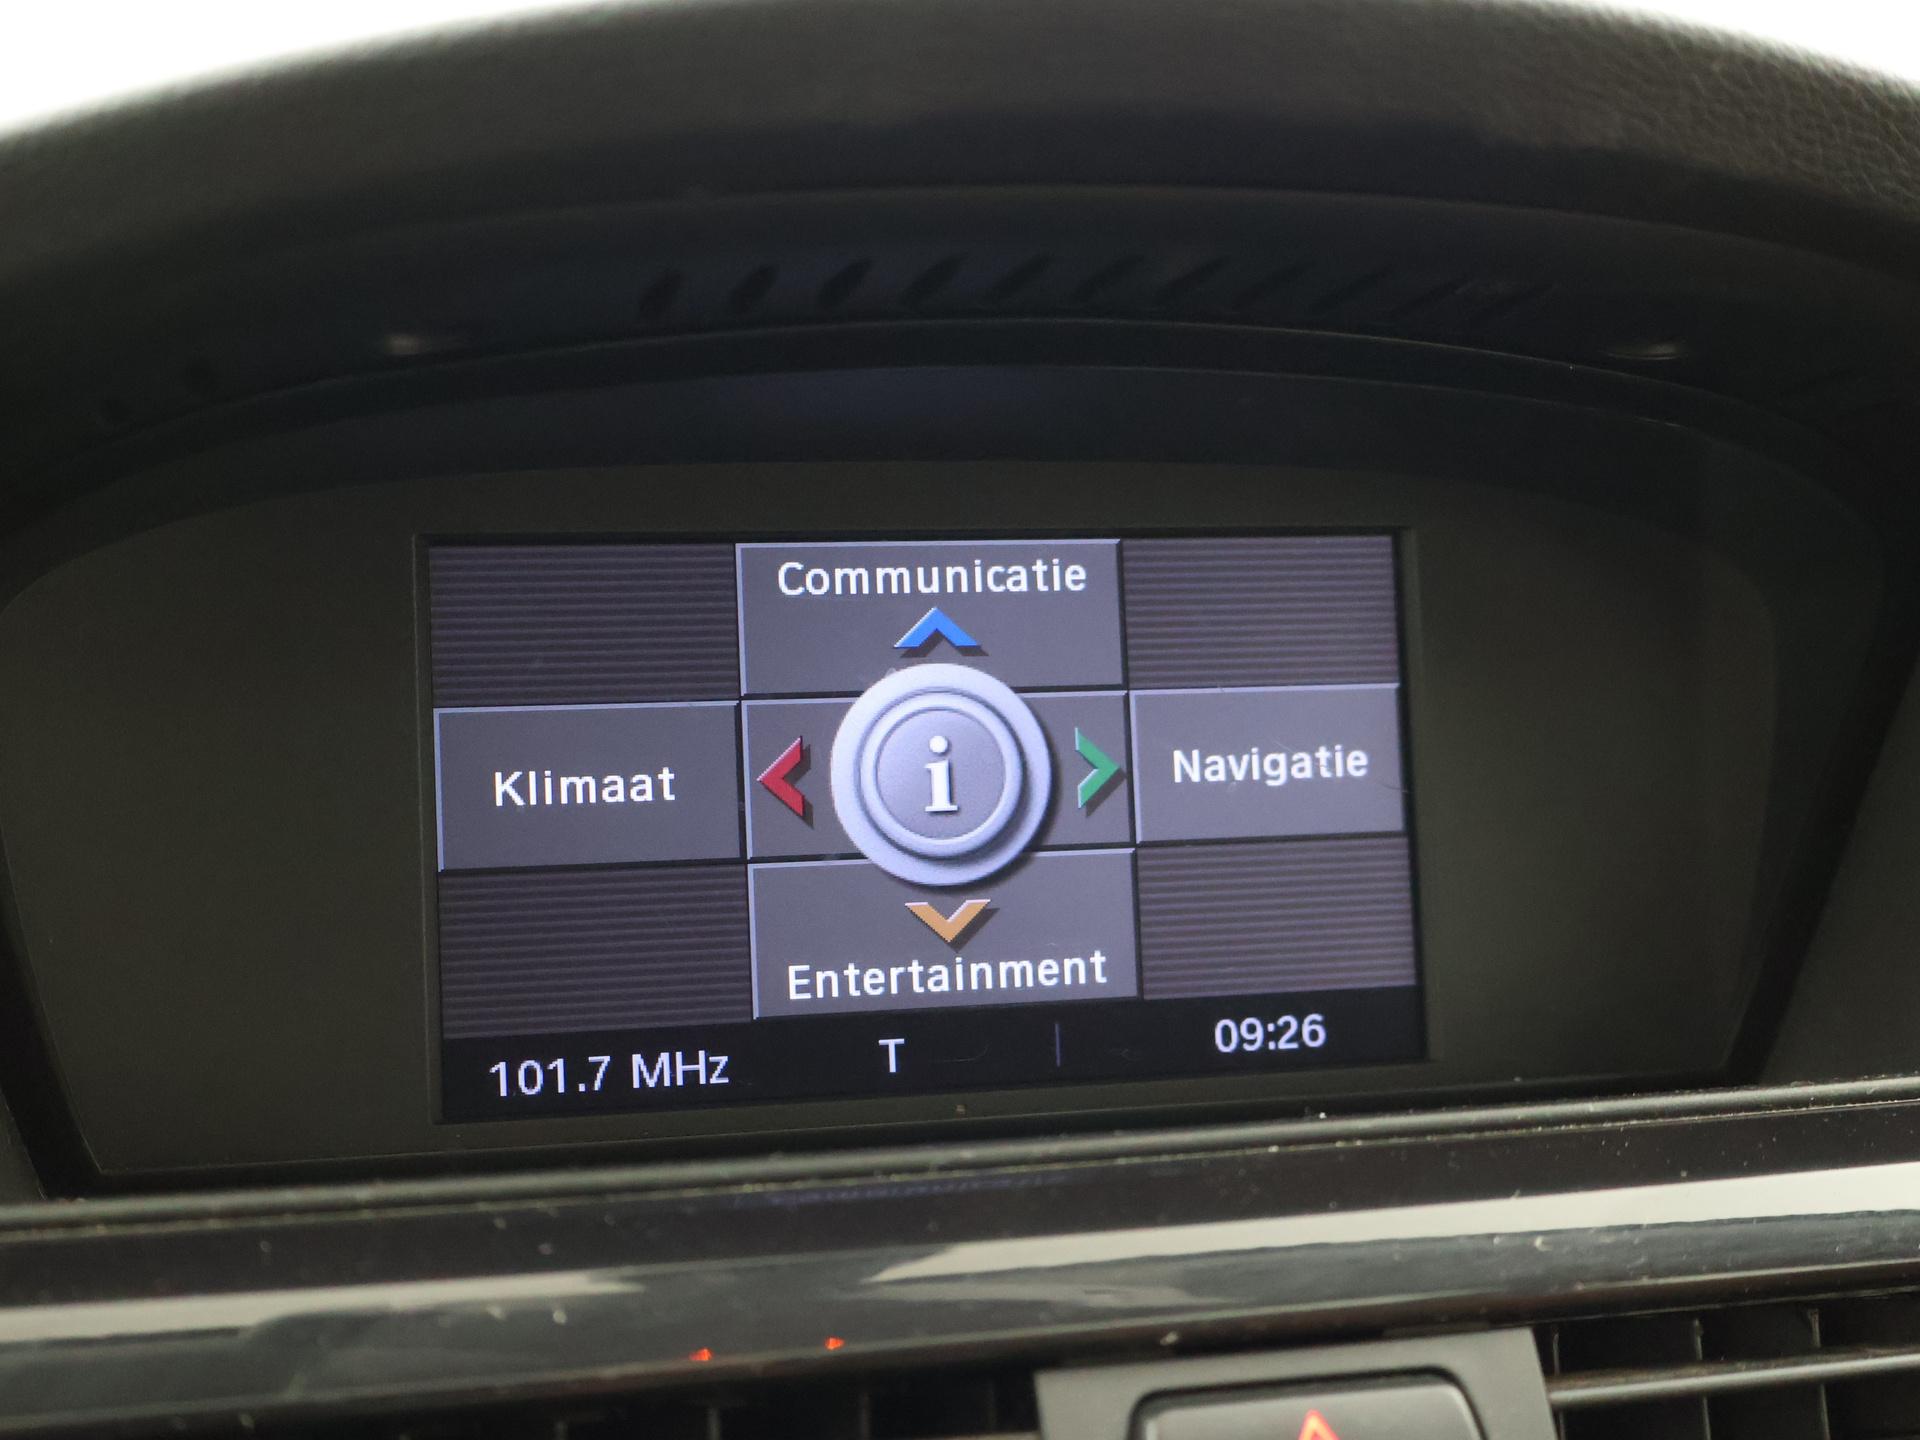 Communicatie
Klimaat
i
Navigatie
Entertainment
101.7 MHz T 09:26